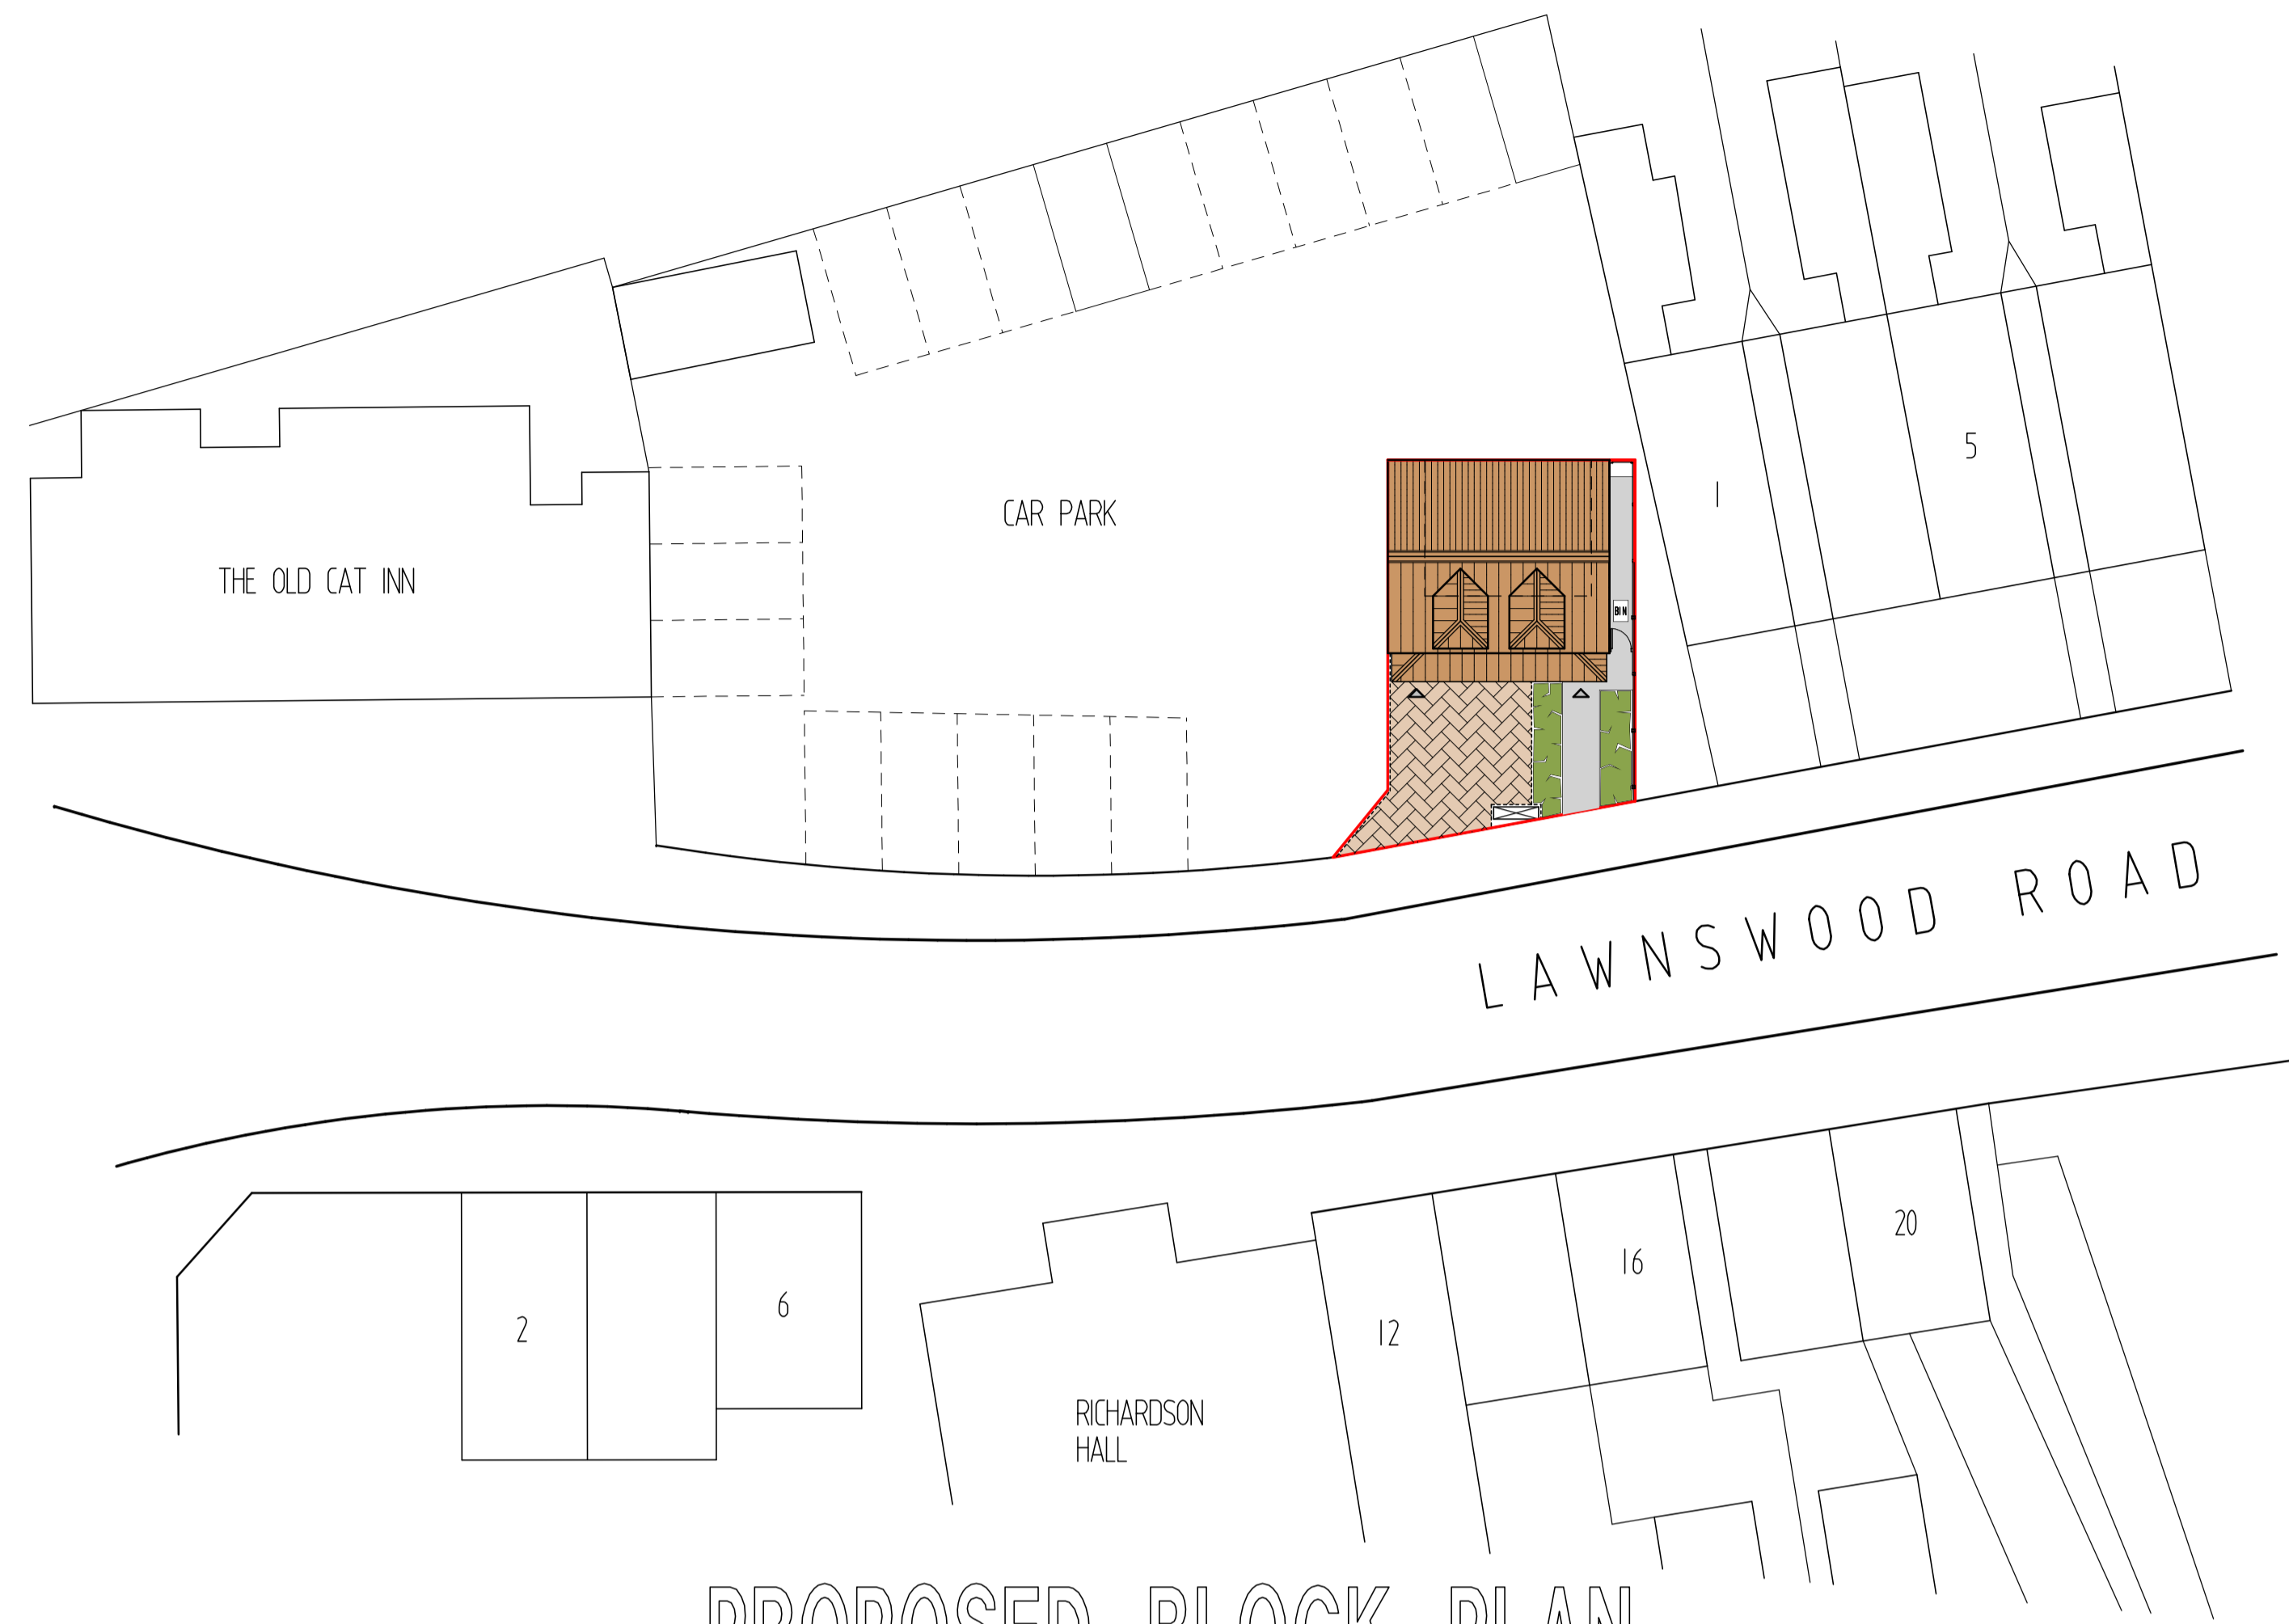 CAR PARK
5
1
THE OLD CAT INN
BIN
LAWNSWOOD ROAD
20
16
6
2
12
RICHARDSON
HALL
PROPOSED BLOCK PLAN